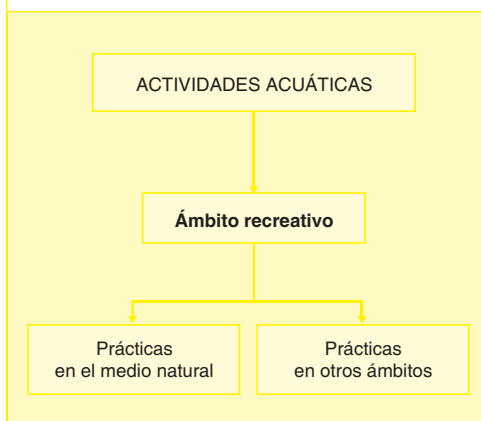 ACTIVIDADES ACUÁTICAS
Ámbito recreativo
Prácticas
en el medio natural
Prácticas
en otros ámbitos